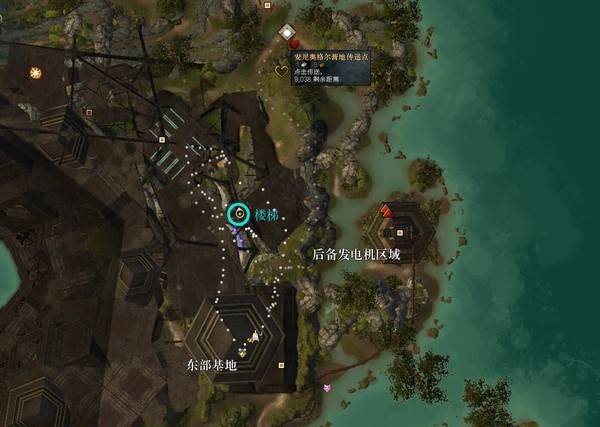 安尼奥格尔营地传送点
点击传送。
9,038 剩余距离
楼梯
后备发电机区域
东部基地